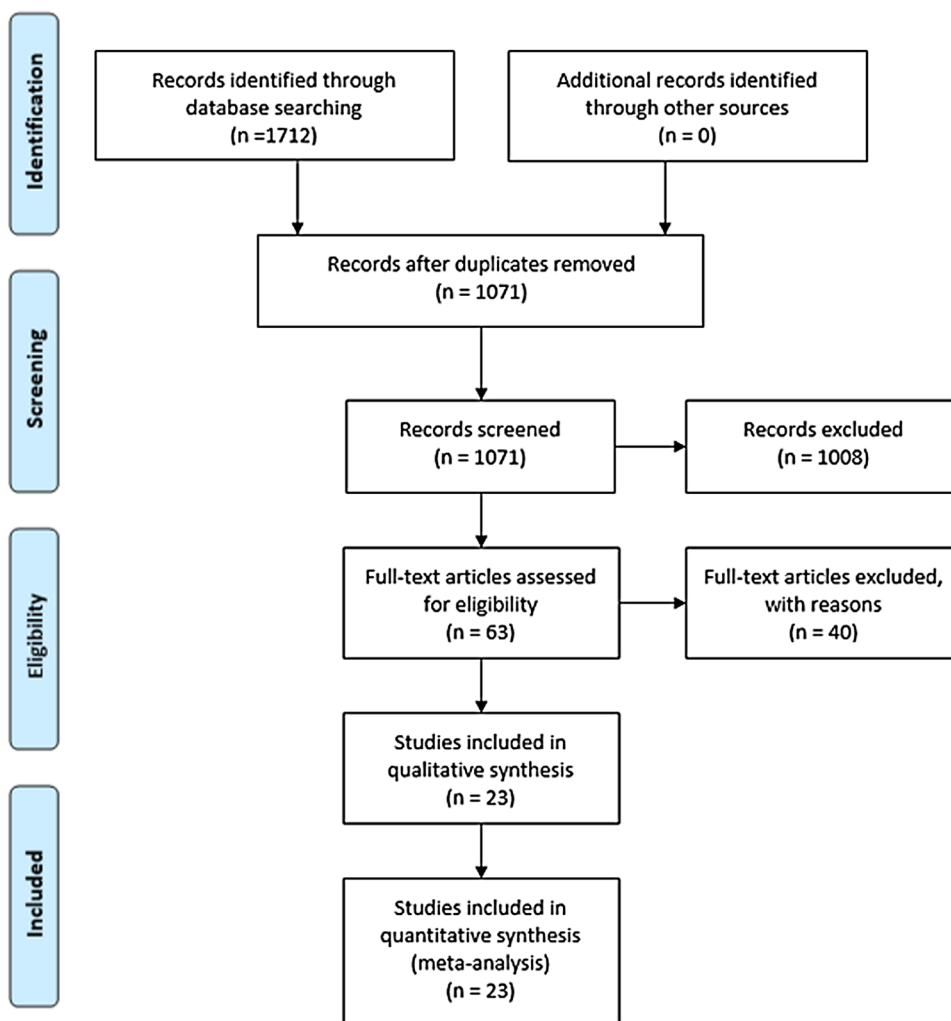 Identification
Records identified through
database searching
(n =1712)
Additional records identified
through other sources
(n = 0)
Records after duplicates removed
(n = 1071)
Screening
Records screened
(n = 1071)
Records excluded
(n = 1008)
Eligibility
Full-text articles assessed
for eligibility
(n = 63)
Full-text articles excluded,
with reasons
(n = 40)
Studies included in
qualitative synthesis
(n = 23)
Included
Studies included in
quantitative synthesis
(meta-analysis)
(n = 23)